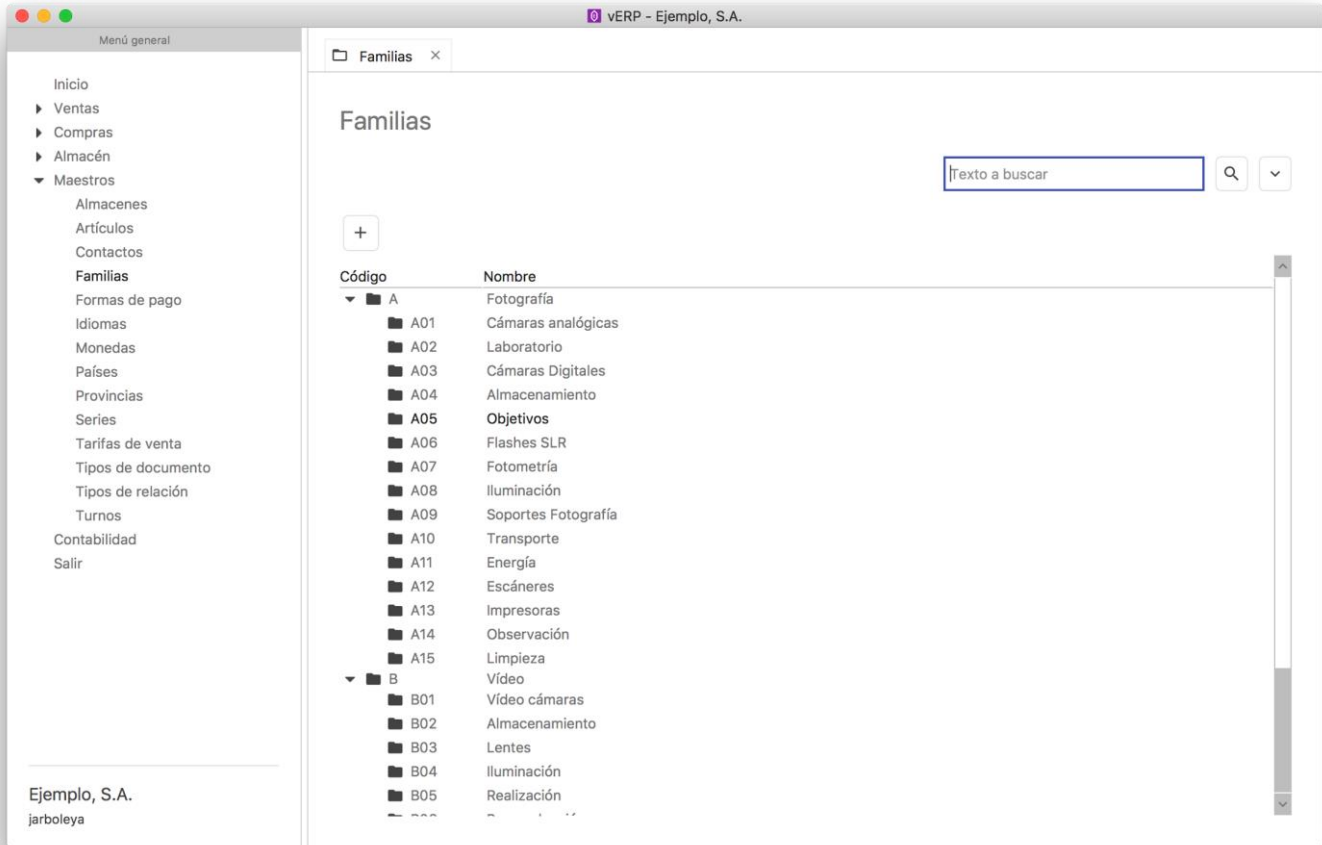 vERP - Ejemplo, S.A.
Menú general
Inicio
Ventas
Compras
Almacén
Maestros
Almacenes
Artículos
Contactos
Familias
Formas de pago
Idiomas
Monedas
Países
Provincias
Series
Tarifas de venta
Tipos de documento
Tipos de relación
Turnos
Contabilidad
Salir
Ejemplo, S.A.
jarboleya
Familias
Familias
Texto a buscar
Código Nombre
A Fotografía
A01 Cámaras analógicas
A02 Laboratorio
A03 Cámaras Digitales
A04 Almacenamiento
A05 Objetivos
A06 Flashes SLR
A07 Fotometría
A08 Iluminación
A09 Soportes Fotografía
A10 Transporte
A11 Energía
A12 Escáneres
A13 Impresoras
A14 Observación
A15 Limpieza
B Vídeo
B01 Vídeo cámaras
B02 Almacenamiento
B03 Lentes
B04 Iluminación
B05 Realización